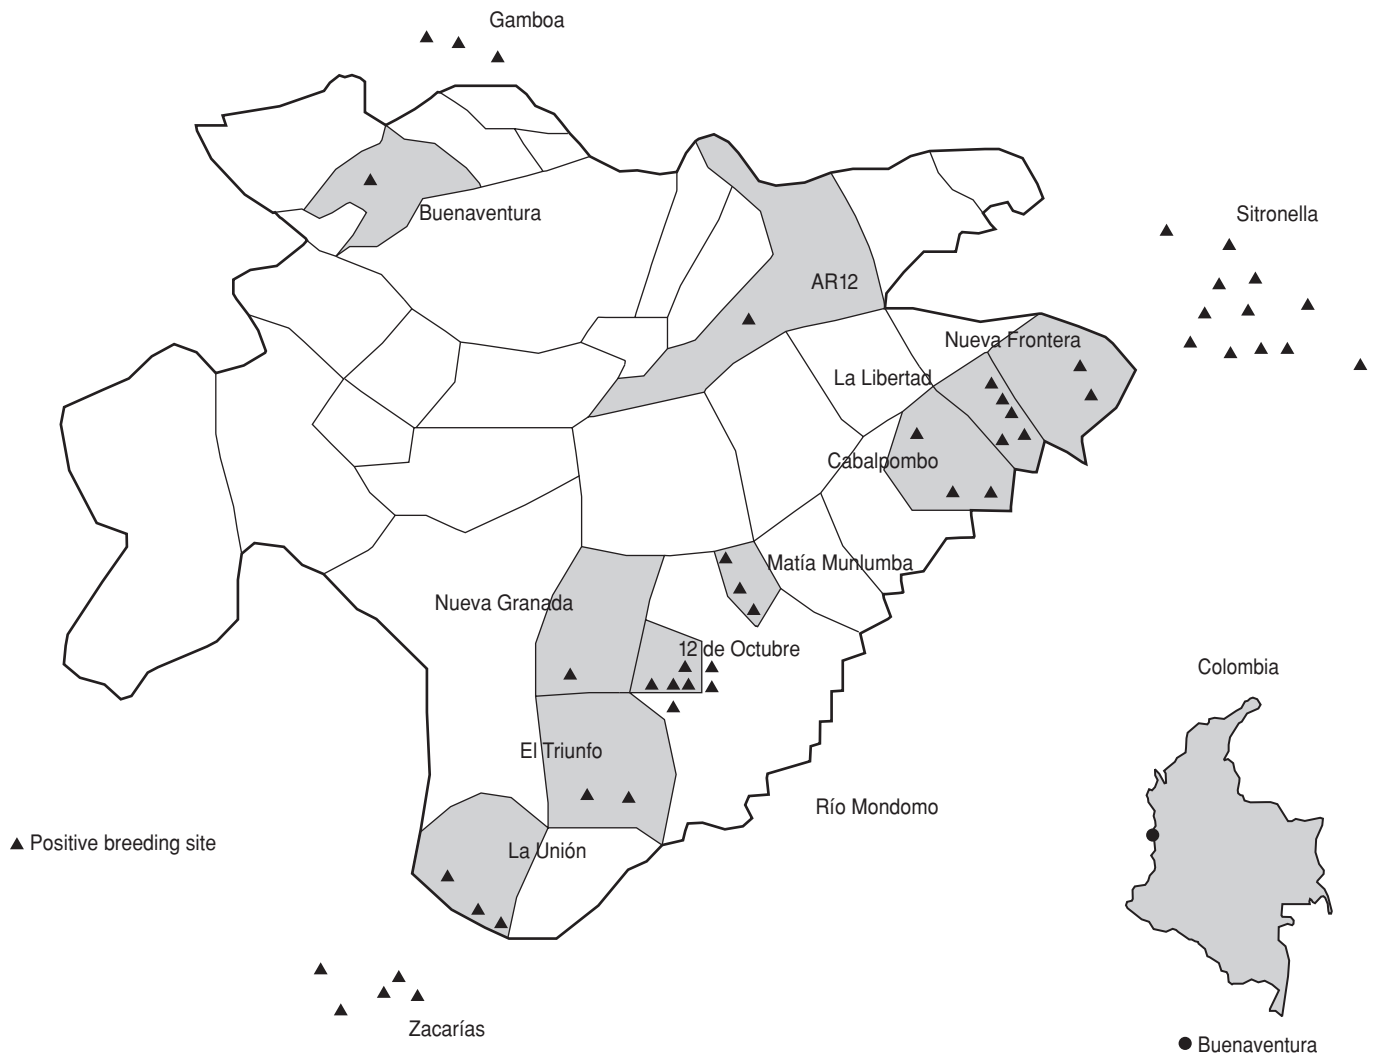 Gamboa
Sitronella
Buenaventura
AR12
Nueva Frontera
La Libertad
Cabalpombo
Matía Munlumba
Nueva Granada
12 de Octubre
Colombia
El Triunfo
Río Mondomo
Positive breeding site
La Unión
Zacarías
Buenaventura